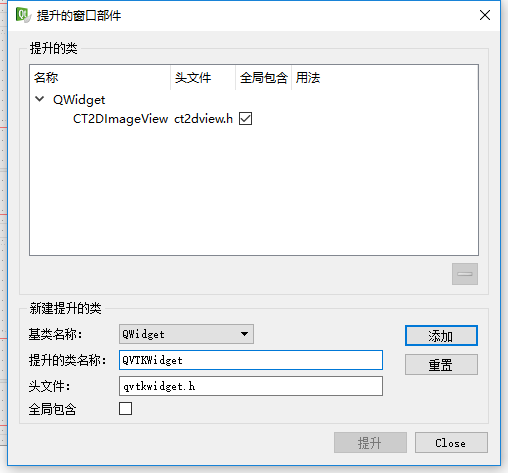 提升的窗口部件
提升的类
名称 头文件 全局包含 用法
QWidget
CT2DImageView ct2dview.h
新建提升的类
基类名称: QWidget 添加
提升的类名称: QVTKWidget 重置
头文件: qvtkwidget.h
全局包含
提升 Close